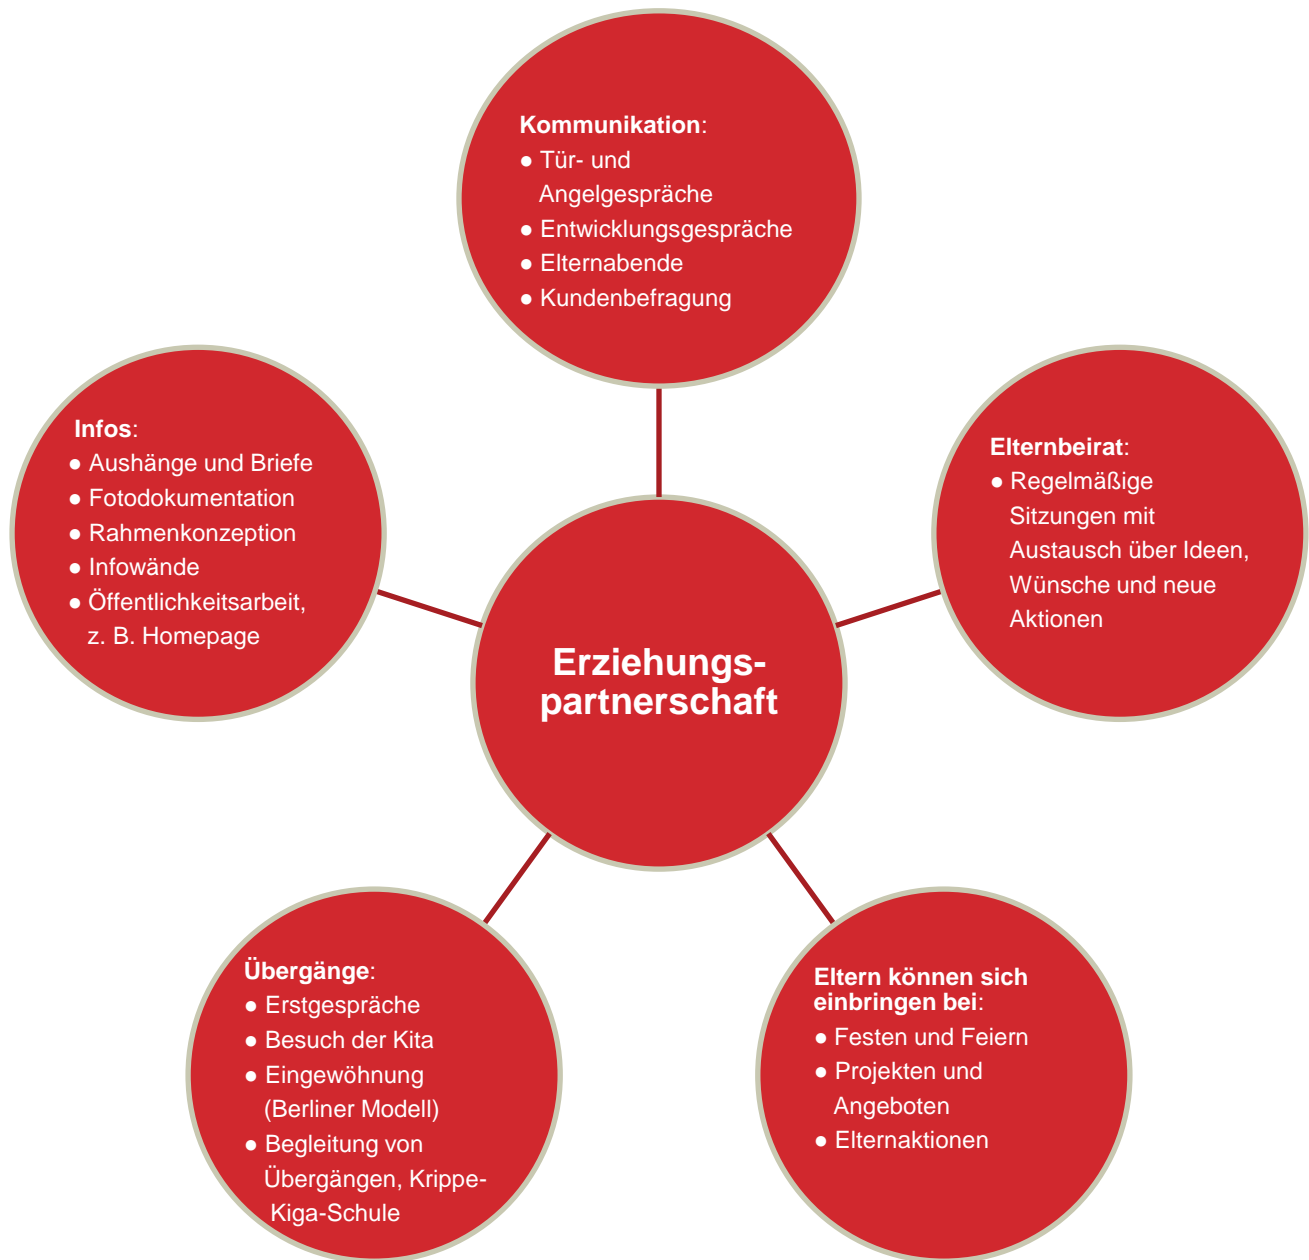 Kommunikation:
● Tür- und
Angelgespräche
● Entwicklungsgespräche
● Elternabende
● Kundenbefragung
Infos:
● Aushänge und Briefe
● Fotodokumentation
● Rahmenkonzeption
● Infowände
● Öffentlichkeitsarbeit,
z. B. Homepage
Elternbeirat:
● Regelmäßige
Sitzungen mit
Austausch über Ideen,
Wünsche und neue
Aktionen
Erziehungs-
partnerschaft
Übergänge:
● Erstgespräche
● Besuch der Kita
● Eingewöhnung
(Berliner Modell)
● Begleitung von
Übergängen, Krippe-
Kiga-Schule
Eltern können sich
einbringen bei:
● Festen und Feiern
● Projekten und
Angeboten
● Elternaktionen